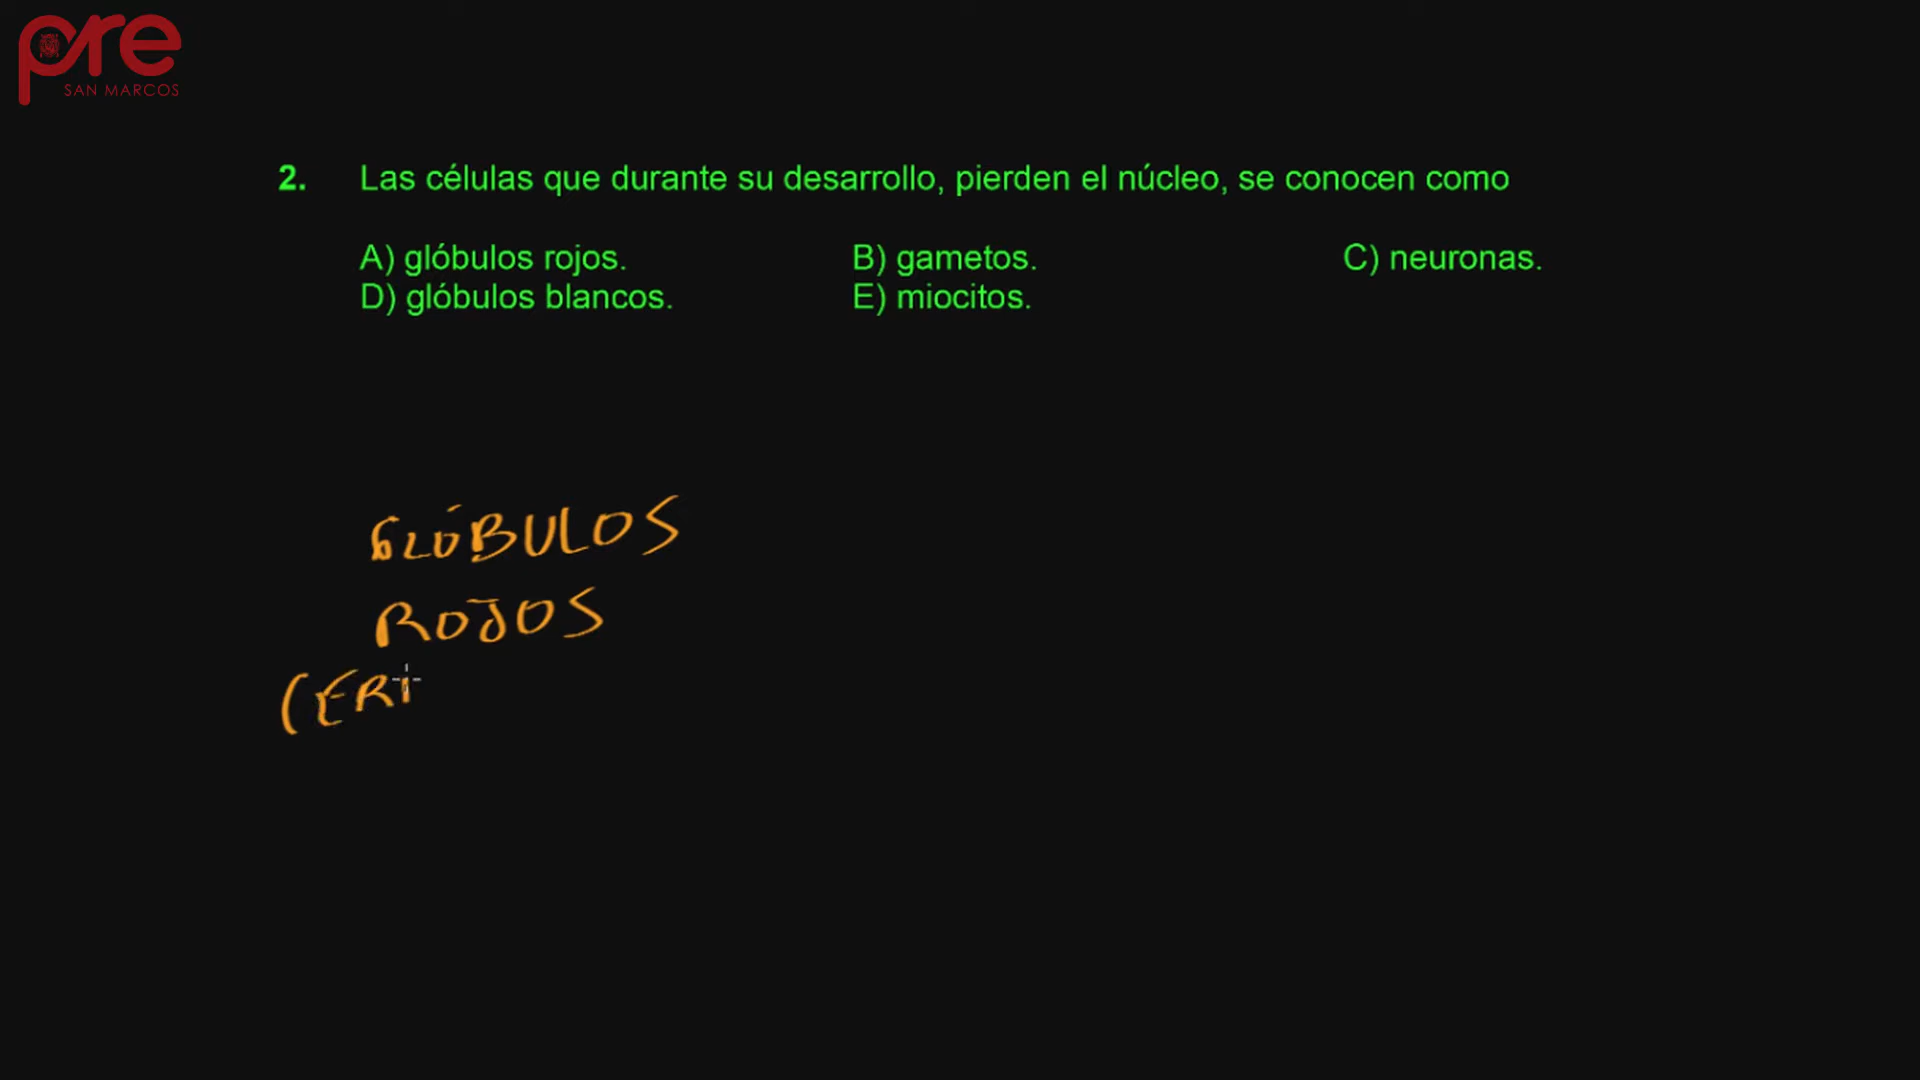 pre
SAN MARCOS
2. Las células que durante su desarrollo, pierden el núcleo, se conocen como
A) glóbulos rojos. B) gametos. C) neuronas.
D) glóbulos blancos. E) miocitos.
GLÓBULOS
ROJOS
(ERI